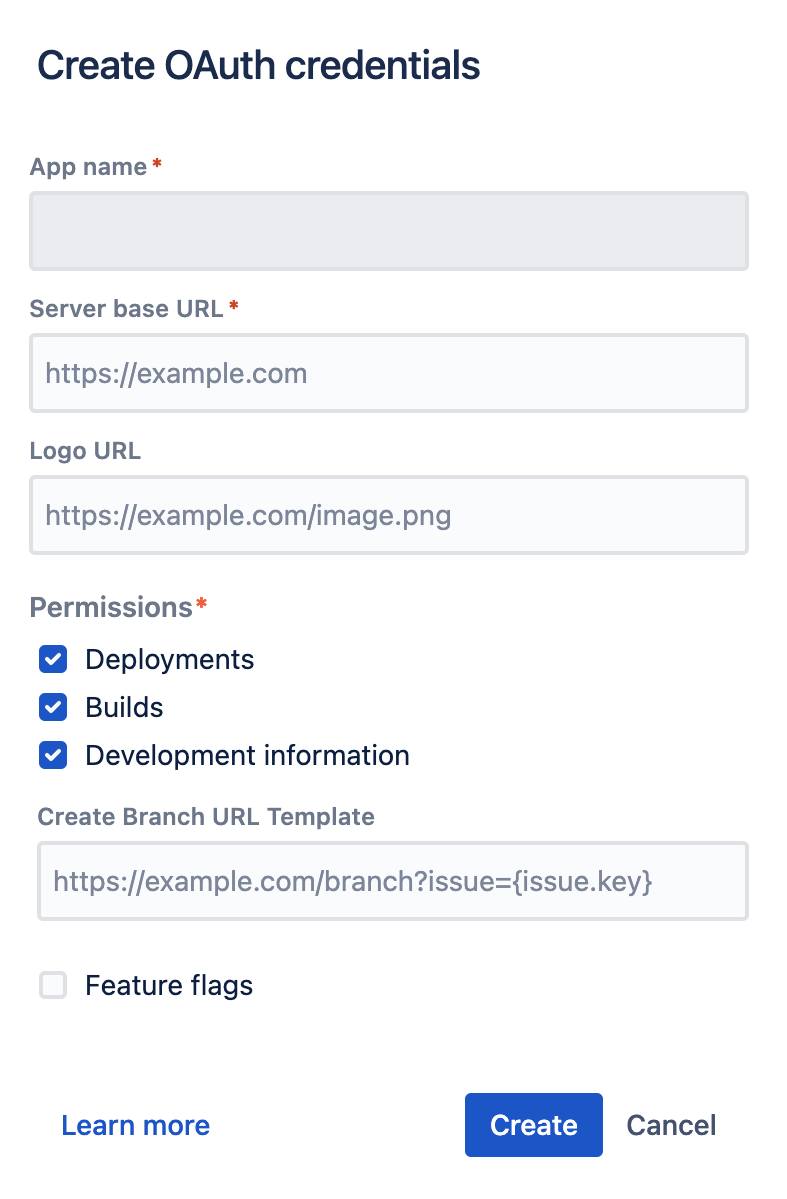 Create OAuth credentials
App name*
Server base URL*
https://example.com
Logo URL
https://example.com/image.png
Permissions*
Deployments
Builds
Development information
Create Branch URL Template
https://example.com/branch?issue={issue.key}
Feature flags
Learn more Create Cancel